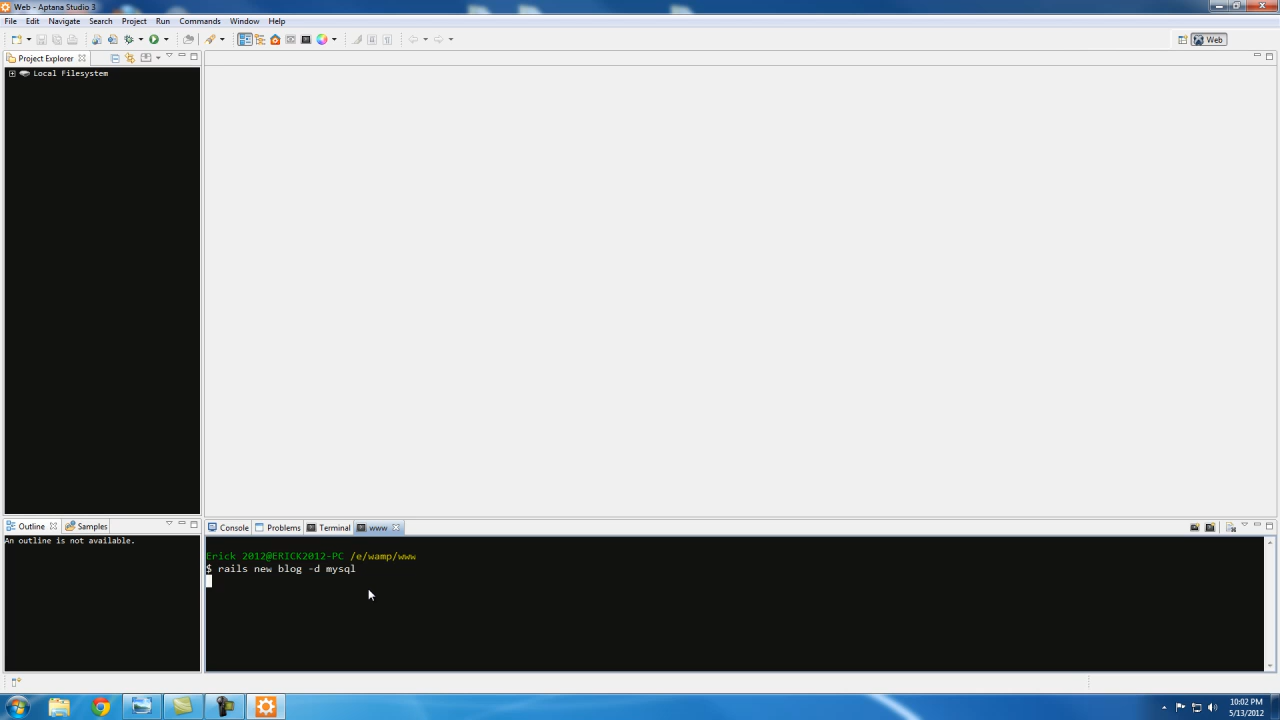 Web - Aptana Studio 3
File Edit Navigate Search Project Run Commands Window Help
Web
Project Explorer
Local Filesystem
Outline Samples
An outline is not available.
Console Problems Terminal www
Erick 2012@ERICK2012-PC /e/wamp/www
$ rails new blog -d mysql
10:02 PM
5/13/2012